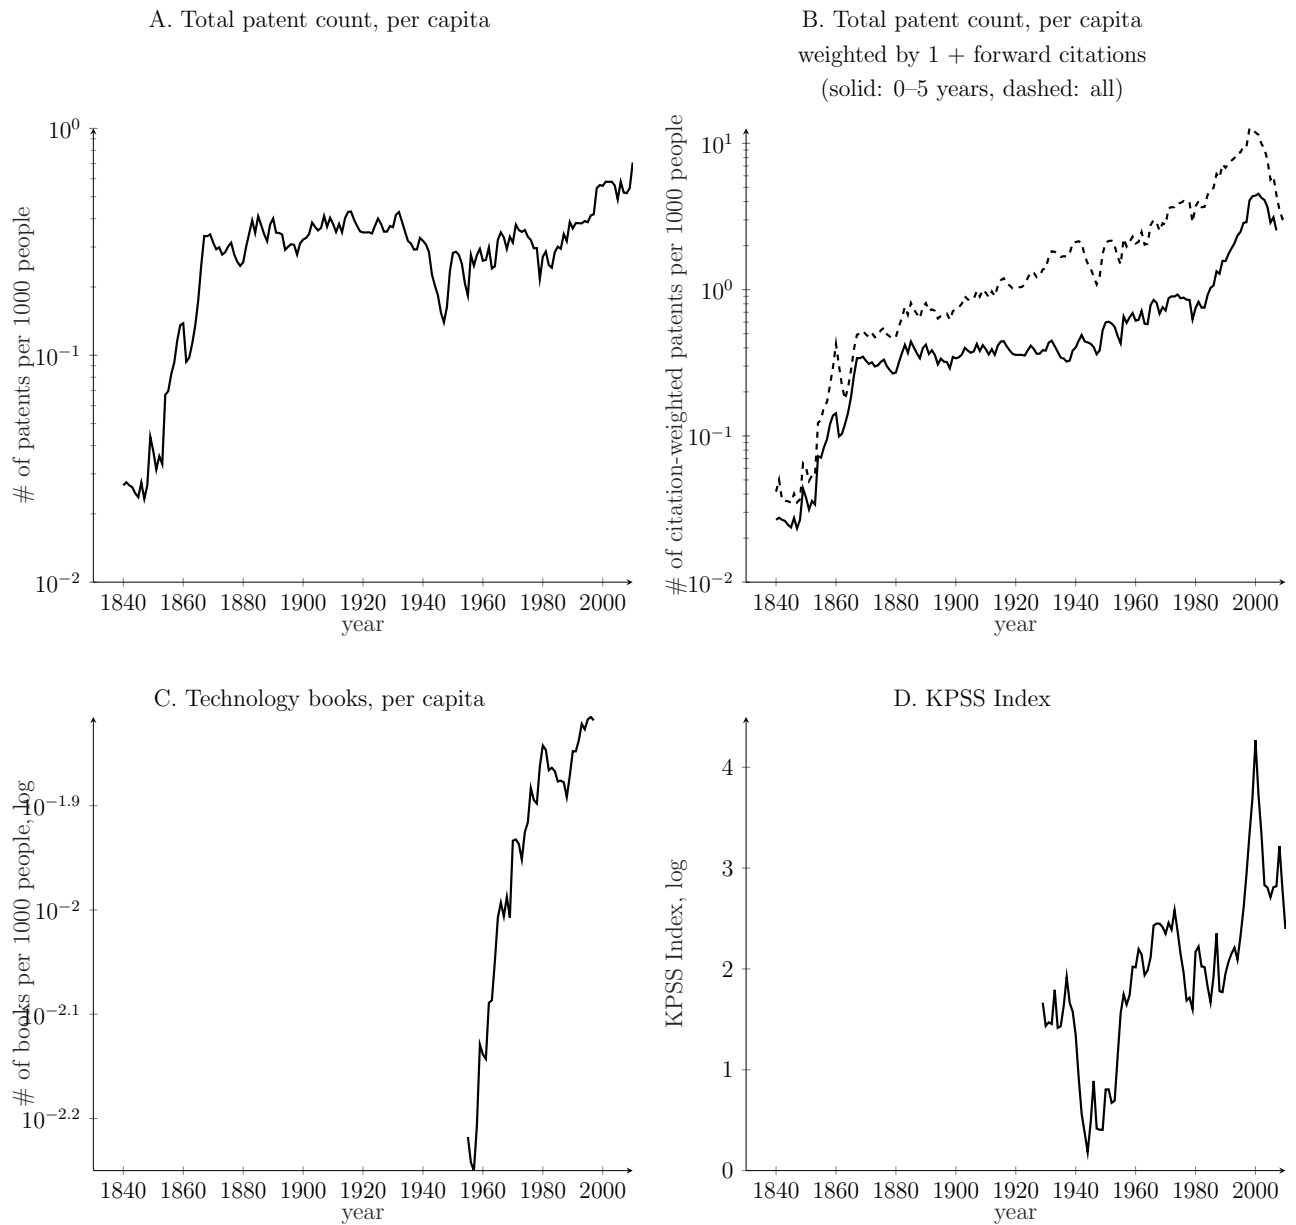 A. Total patent count, per capita
# of patents per 1000 people
10^0
10^−1
10^−2
1840 1860 1880 1900 1920 1940 1960 1980 2000
year
B. Total patent count, per capita
weighted by 1 + forward citations
(solid: 0–5 years, dashed: all)
# of citation-weighted patents per 1000 people
10^1
10^0
10^−1
10^−2
1840 1860 1880 1900 1920 1940 1960 1980 2000
year
C. Technology books, per capita
# of books per 1000 people, log
10^−1.9
10^−2
10^−2.1
10^−2.2
1840 1860 1880 1900 1920 1940 1960 1980 2000
year
D. KPSS Index
KPSS Index, log
4
3
2
1
0
1840 1860 1880 1900 1920 1940 1960 1980 2000
year